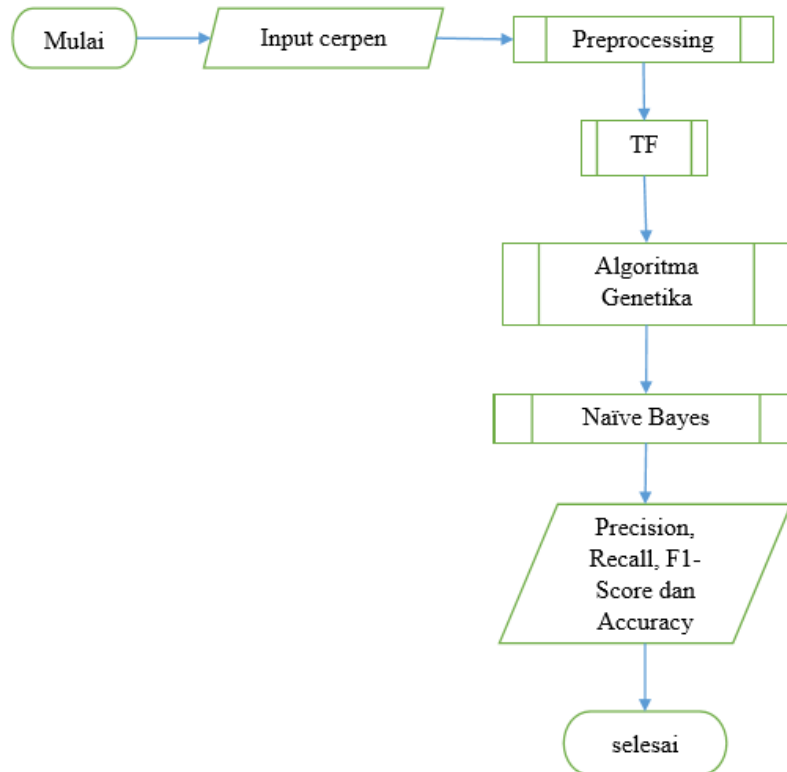 Mulai
Input cerpen
Preprocessing
TF
Algoritma
Genetika
Naïve Bayes
Precision,
Recall, F1-
Score dan
Accuracy
selesai